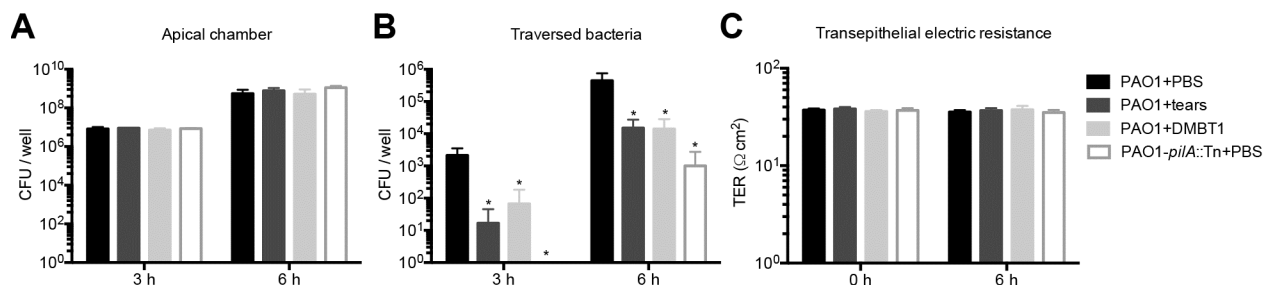 A
Apical chamber
CFU / well
10^10
10^8
10^6
10^4
10^2
10^0
3 h
6 h
B
Traversed bacteria
CFU / well
10^6
10^5
10^4
10^3
10^2
10^1
10^0
*
*
*
*
*
*
3 h
6 h
C
Transepithelial electric resistance
TER (Ω cm2)
10^2
10^1
10^0
0 h
6 h
PAO1+PBS
PAO1+tears
PAO1+DMBT1
PAO1-pilA::Tn+PBS